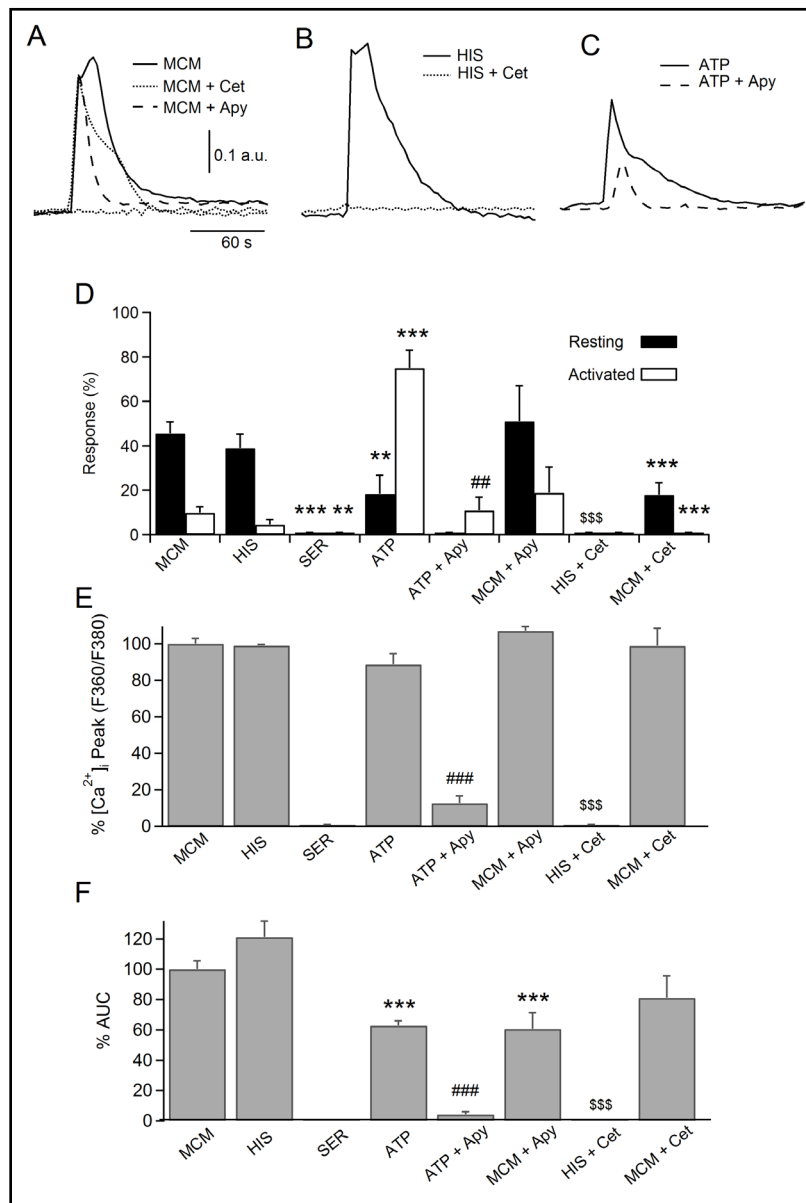 A
MCM
MCM + Cet
MCM + Apy
0.1 a.u.
60 s
B
HIS
HIS + Cet
C
ATP
ATP + Apy
D
Response (%)
100
80
60
40
20
0
Resting
Activated
*** ** ** *** ## $$$ *** ***
MCM HIS SER ATP ATP + Apy MCM + Apy HIS + Cet MCM + Cet
E
% [Ca2+]i Peak (F360/F380)
100
80
60
40
20
0
### $$$
MCM HIS SER ATP ATP + Apy MCM + Apy HIS + Cet MCM + Cet
F
% AUC
120
100
80
60
40
20
0
*** ### *** $$$
MCM HIS SER ATP ATP + Apy MCM + Apy HIS + Cet MCM + Cet